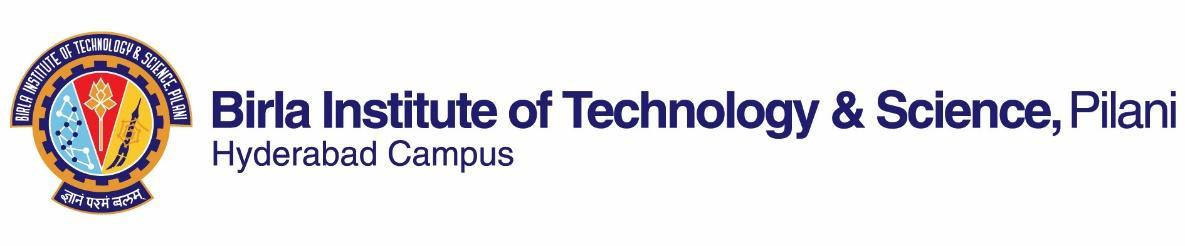 BIRLA INSTITUTE OF TECHNOLOGY & SCIENCE, PILANI
ज्ञानं परमं बलम्
Birla Institute of Technology & Science, Pilani
Hyderabad Campus